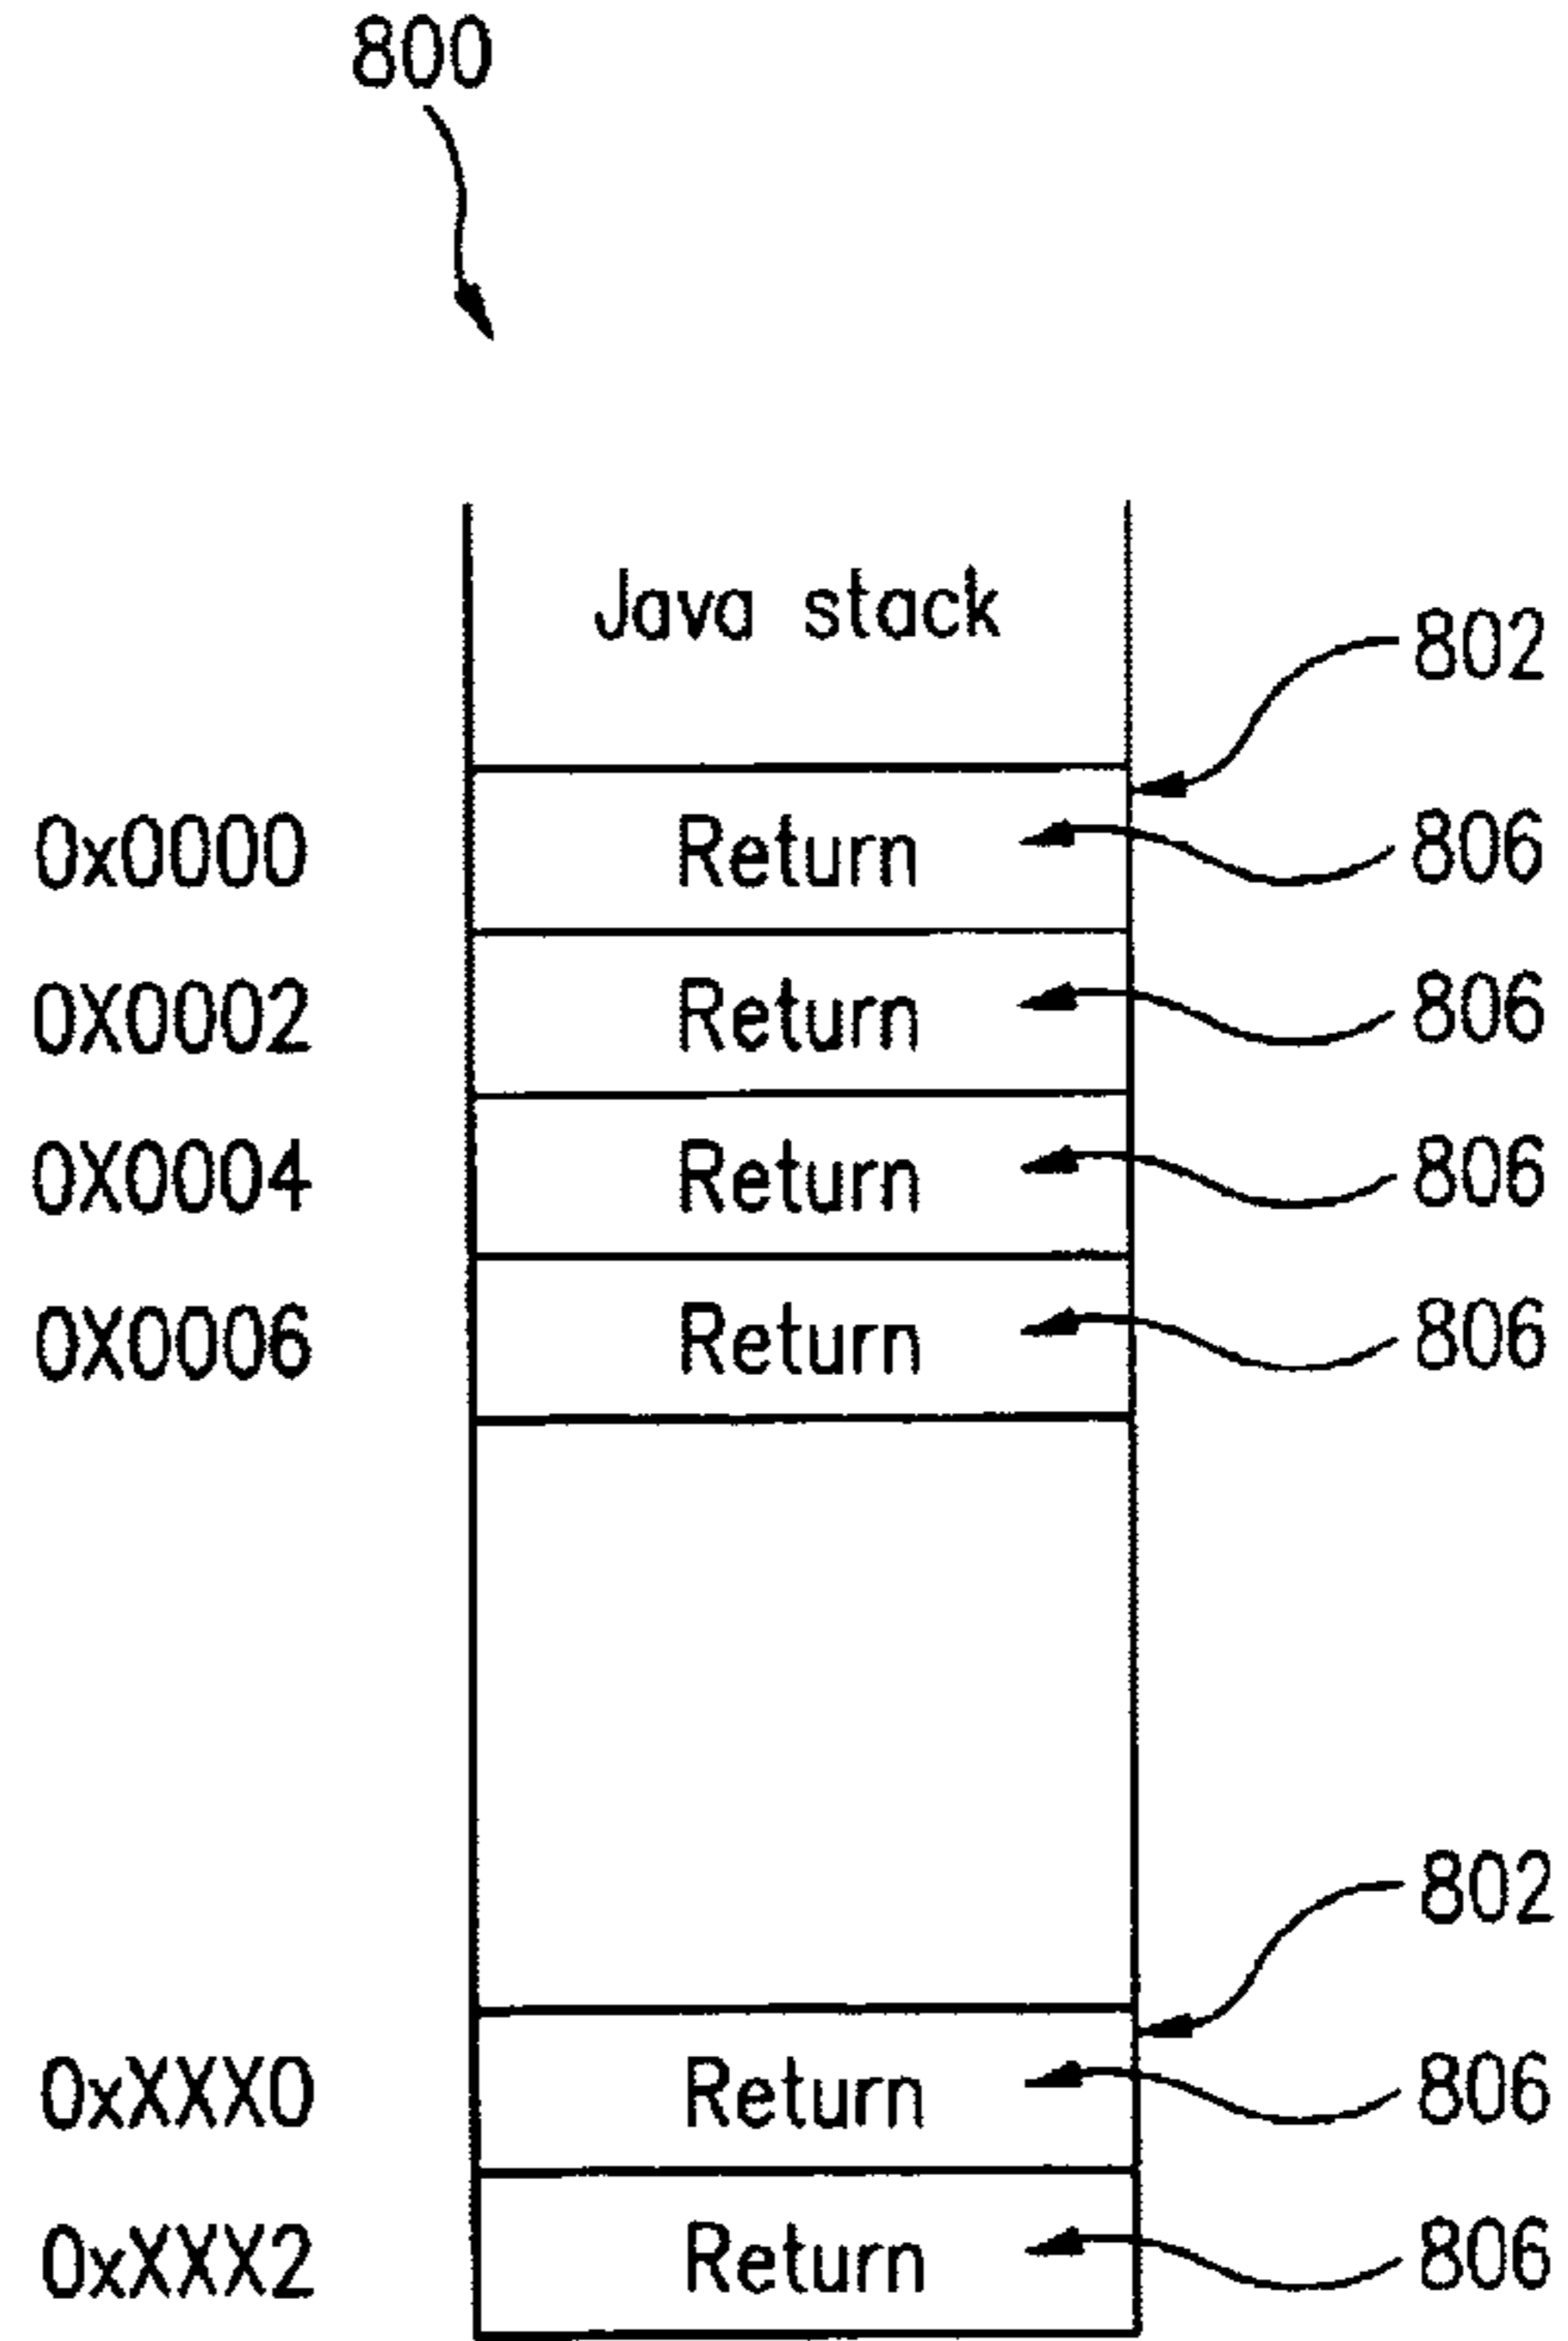 800
Java stack
802
0x0000 Return 806
0X0002 Return 806
0X0004 Return 806
0X0006 Return 806
802
0xXXX0 Return 806
0xXXX2 Return 806